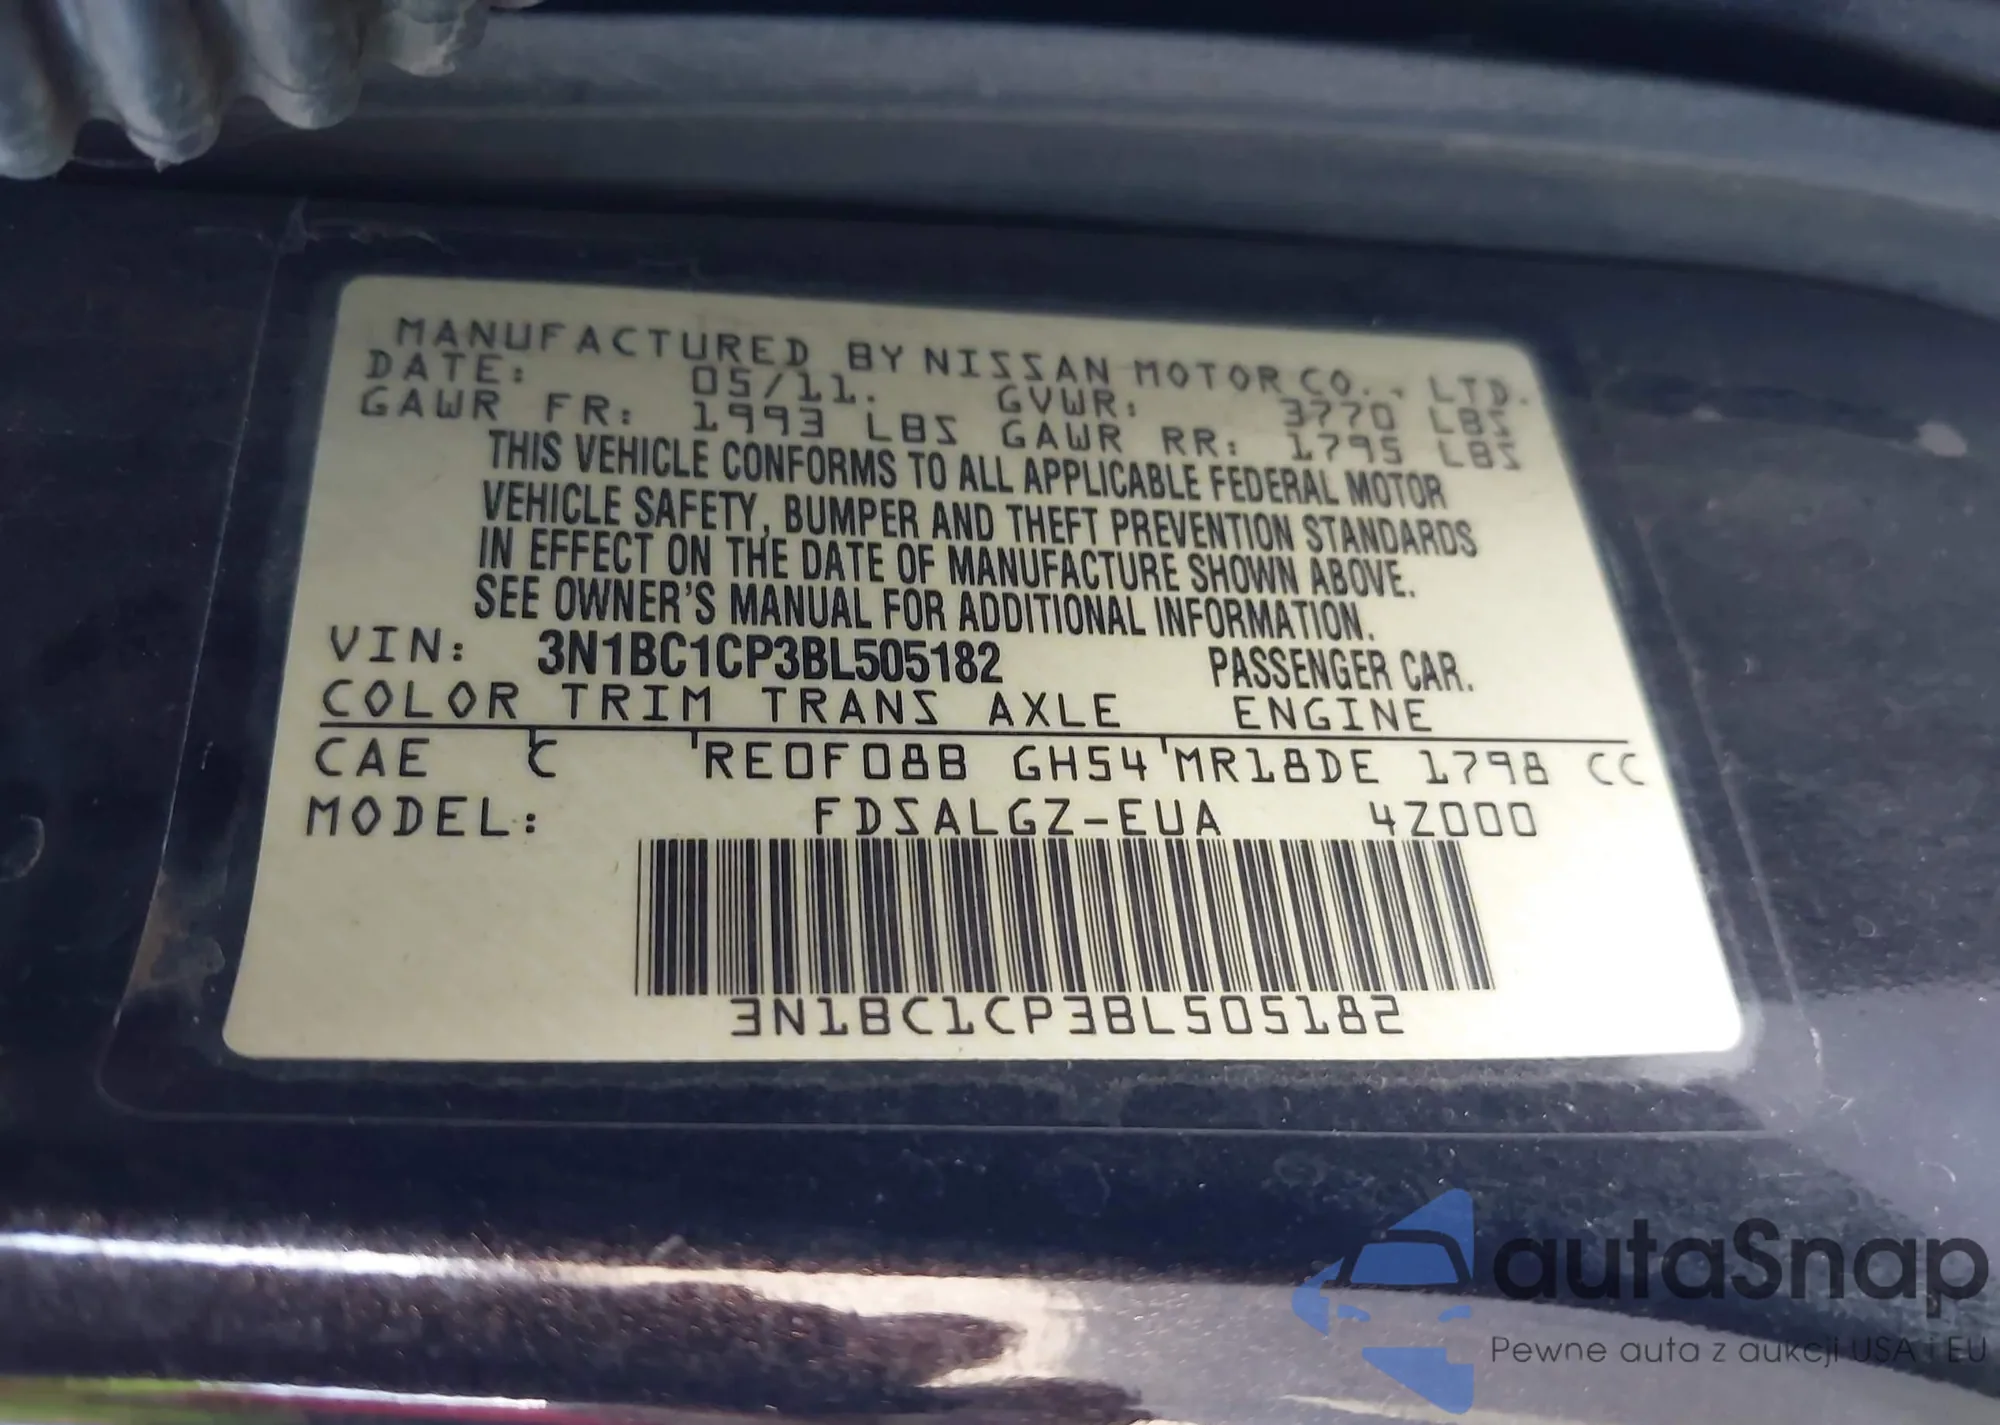 MANUFACTURED BY NISSAN MOTOR CO., LTD.
DATE: 05/11. GVWR: 3770 LBS
GAWR FR: 1993 LBS GAWR RR: 1795 LBS
THIS VEHICLE CONFORMS TO ALL APPLICABLE FEDERAL MOTOR
VEHICLE SAFETY, BUMPER AND THEFT PREVENTION STANDARDS
IN EFFECT ON THE DATE OF MANUFACTURE SHOWN ABOVE.
SEE OWNER'S MANUAL FOR ADDITIONAL INFORMATION.
VIN: 3N1BC1CP3BL505182 PASSENGER CAR.
COLOR TRIM TRANS AXLE ENGINE
CAE C RE0F08B GH54 MR18DE 1798 CC
MODEL: FDSALGZ-EUA 4Z000
3N1BC1CP3BL505182
autaSnap
Pewne auta z aukcji USA i EU